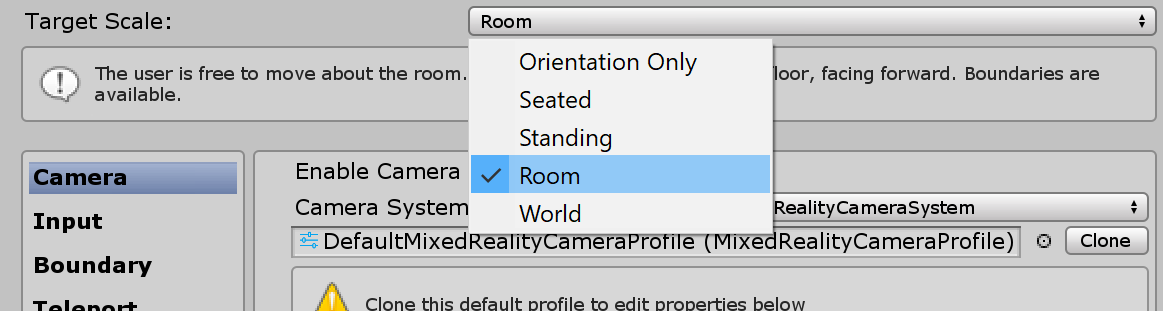 Target Scale:
Room
The user is free to move about the room.
floor, facing forward. Boundaries are
available.
Orientation Only
Seated
Standing
Room
World
Camera
Input
Boundary
Teleport
Enable Camera
Camera System
RealityCameraSystem
DefaultMixedRealityCameraProfile (MixedRealityCameraProfile)
Clone
Clone this default profile to edit properties below